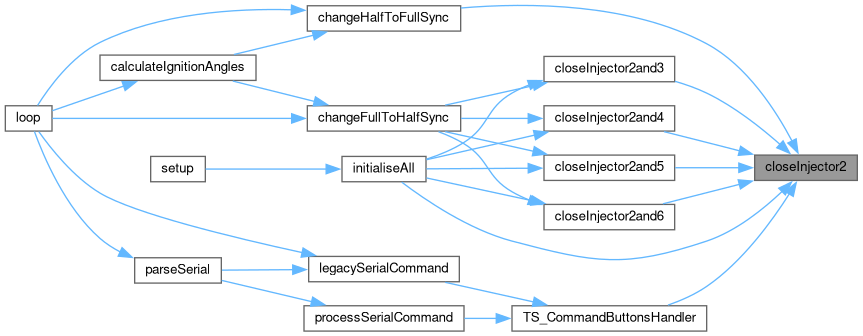 changeHalfToFullSync
calculateIgnitionAngles
closeInjector2and3
loop
changeFullToHalfSync
closeInjector2and4
setup
initialiseAll
closeInjector2and5
closeInjector2
closeInjector2and6
parseSerial
legacySerialCommand
processSerialCommand
TS_CommandButtonsHandler